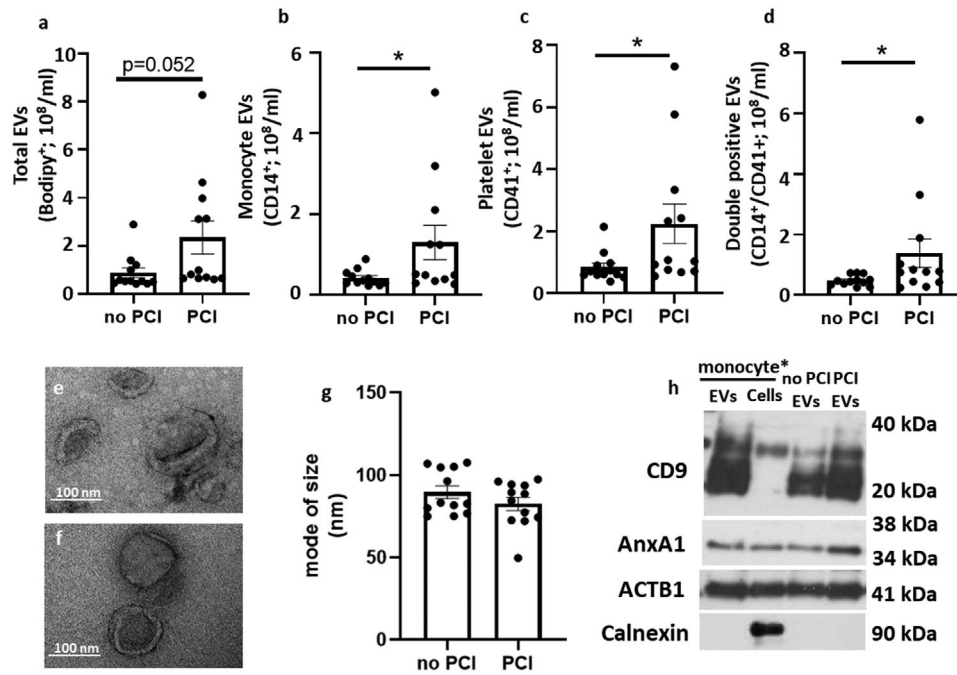 a
Total EVs
(Bodipy⁺; 10⁸/ml)
10
8
6
4
2
0
p=0.052
no PCI
PCI
b
Monocyte EVs
(CD14⁺; 10⁸/ml)
6
4
2
0
*
no PCI
PCI
c
Platelet EVs
(CD41⁺; 10⁸/ml)
8
6
4
2
0
*
no PCI
PCI
d
Double positive EVs
(CD14⁺/CD41+; 10⁸/ml)
8
6
4
2
0
*
no PCI
PCI
e
100 nm
f
100 nm
g
mode of size
(nm)
150
100
50
0
no PCI
PCI
h
monocyte*
no PCI
PCI
EVs
Cells
EVs
EVs
CD9
40 kDa
20 kDa
AnxA1
38 kDa
34 kDa
ACTB1
41 kDa
Calnexin
90 kDa